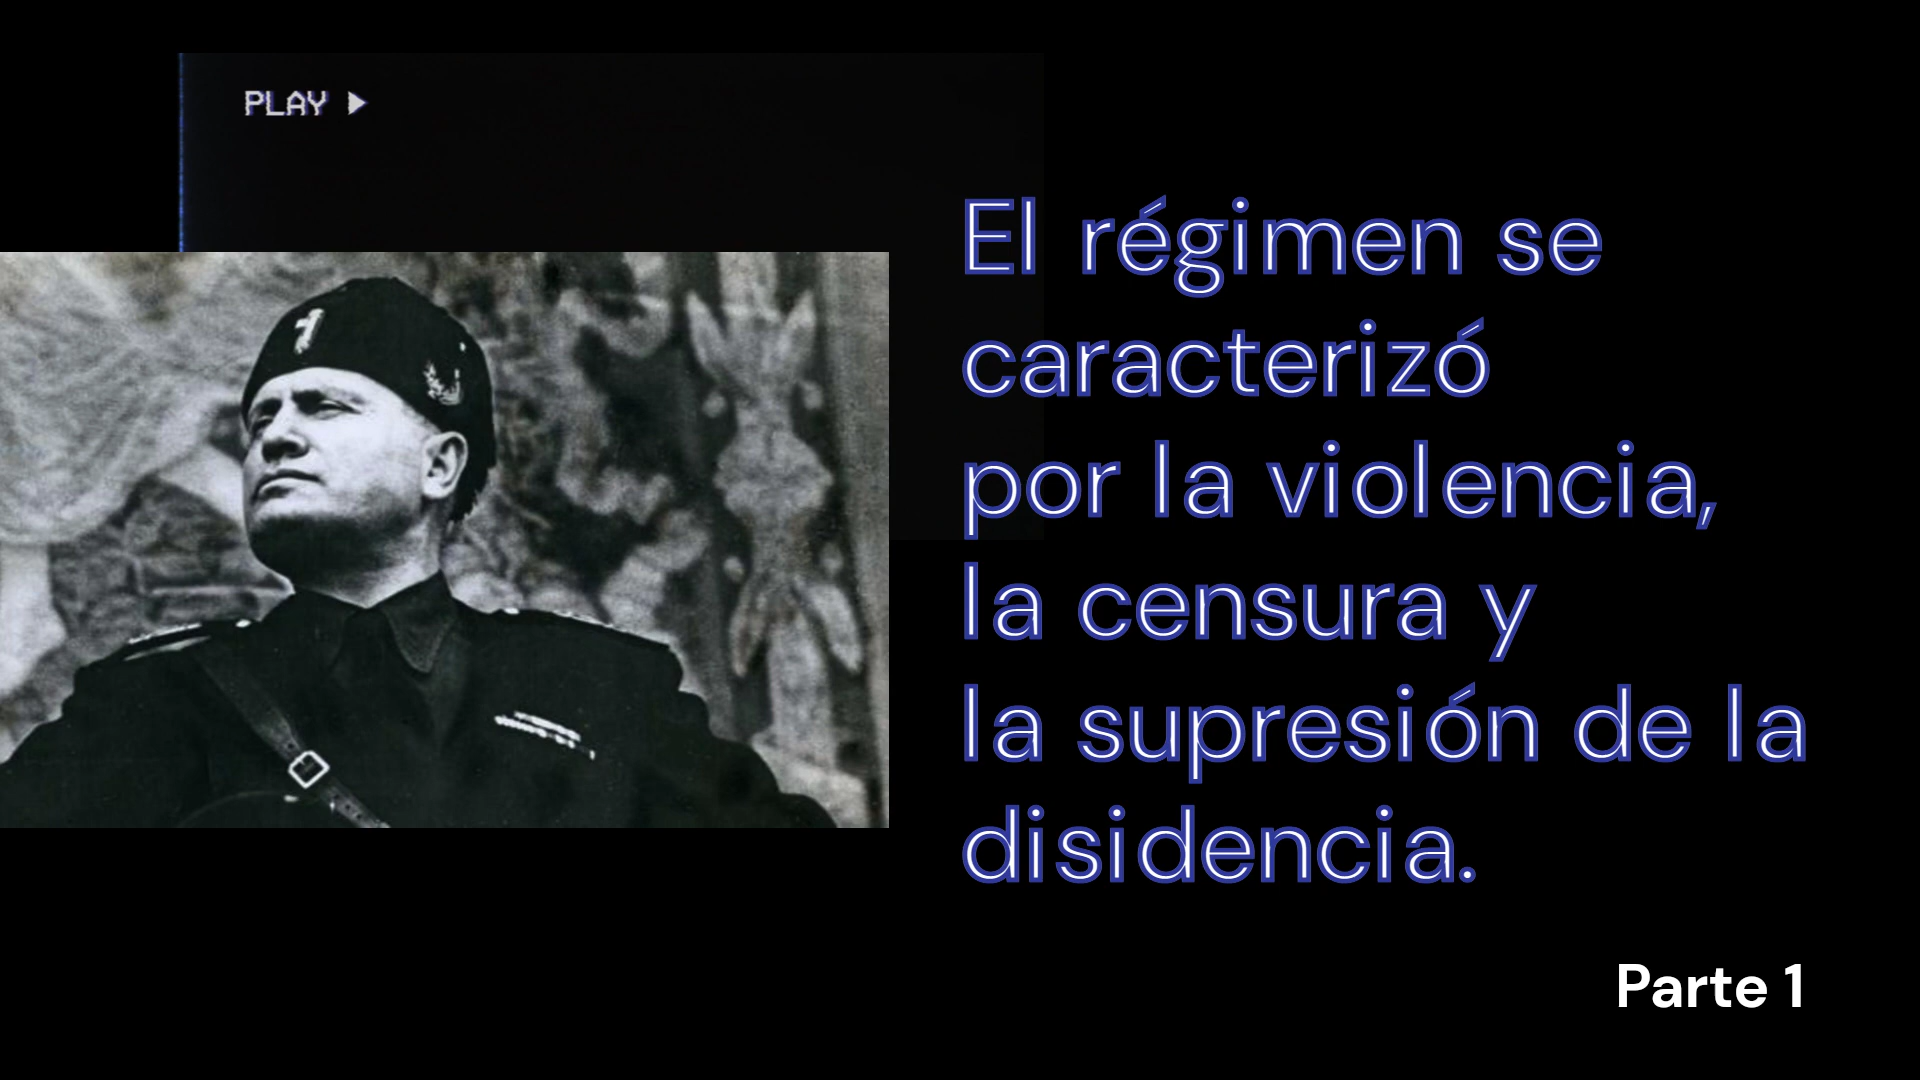 PLAY
El régimen se
caracterizó
por la violencia,
la censura y
la supresión de la
disidencia.
Parte 1